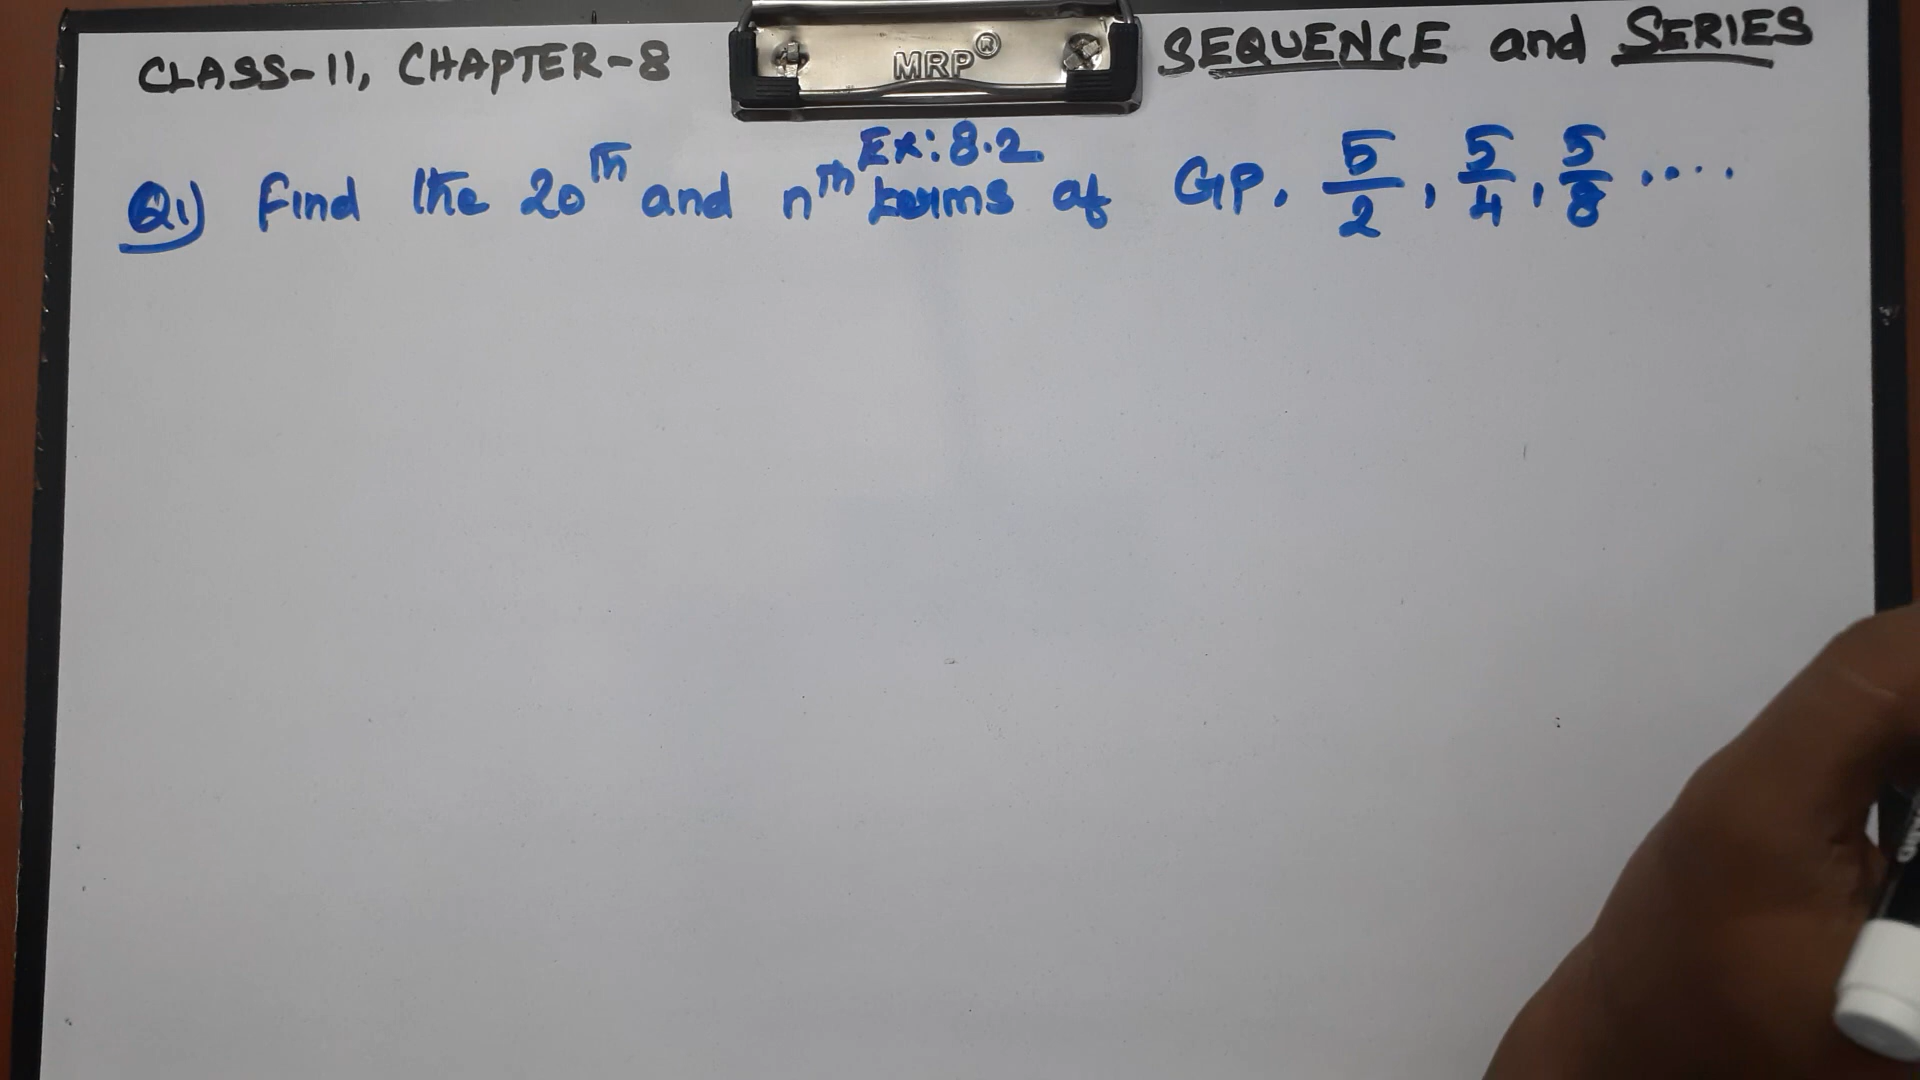 CLASS-11, CHAPTER-8
MRP®
SEQUENCE and SERIES
Ex: 8.2
Q1) Find the 20th and nth terms of GP. 5/2, 5/4, 5/8, ....